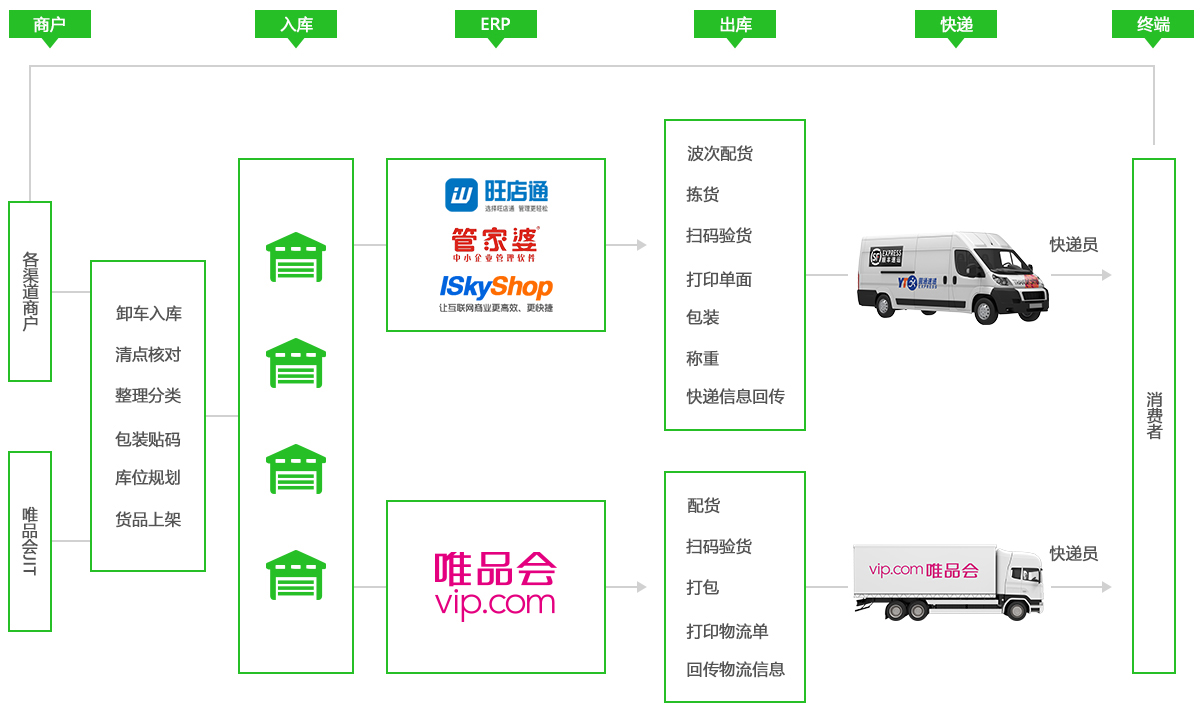 商户
入库
ERP
出库
快递
终端
各渠道商户
唯品会JIT
卸车入库
清点核对
整理分类
包装贴码
库位规划
货品上架
旺店通
选择旺店通 管理更轻松
管家婆
中小企业管理软件
ISkyShop
让互联网商业更高效、更快捷
唯品会
vip.com
波次配货
拣货
扫码验货
打印单面
包装
称重
快递信息回传
配货
扫码验货
打包
打印物流单
回传物流信息
SF EXPRESS
顺丰速运
YTO 圆通速递
EXPRESS
快递员
vip.com 唯品会
快递员
消费者